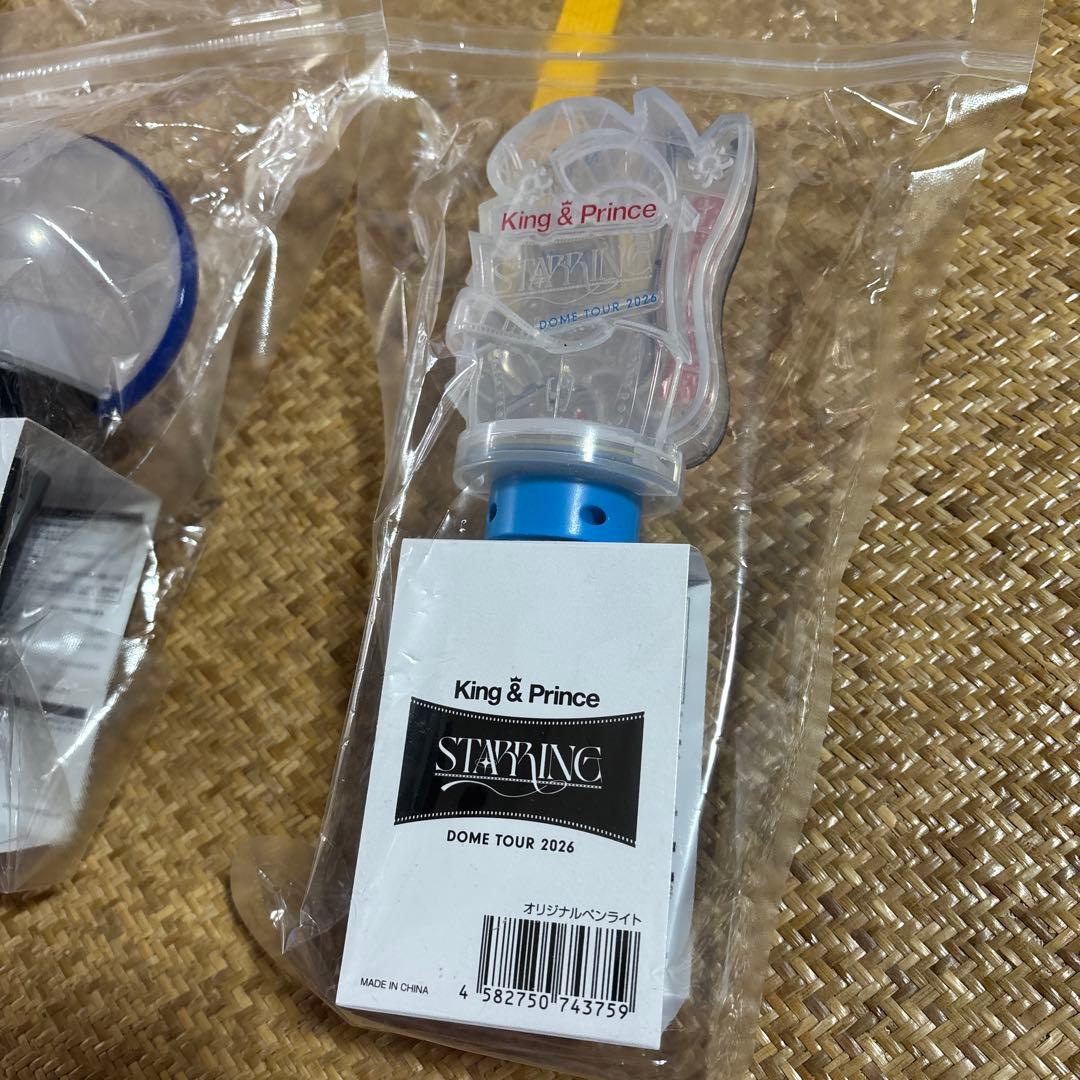 King & Prince
STARRING
DOME TOUR 2026
King & Prince
STARRING
DOME TOUR 2026
オリジナルペンライト
MADE IN CHINA
4 582750 743759